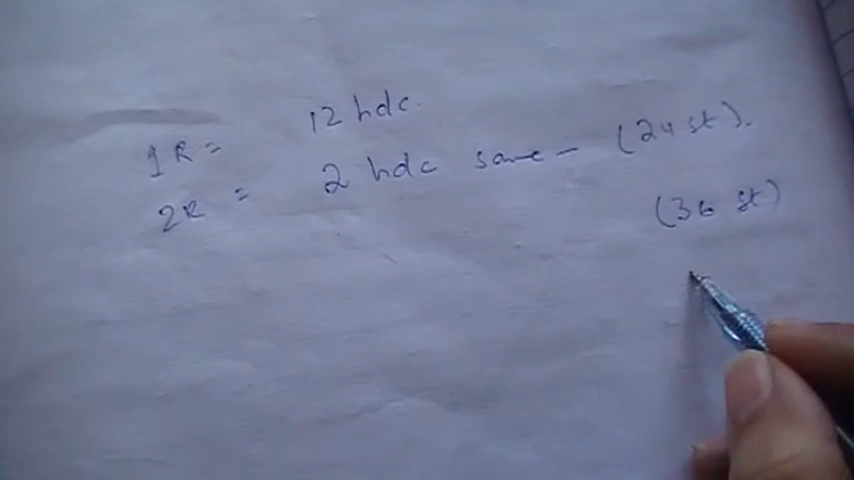 1R = 12 hdc.
2R = 2 hdc same - (24 st).
(36 st)